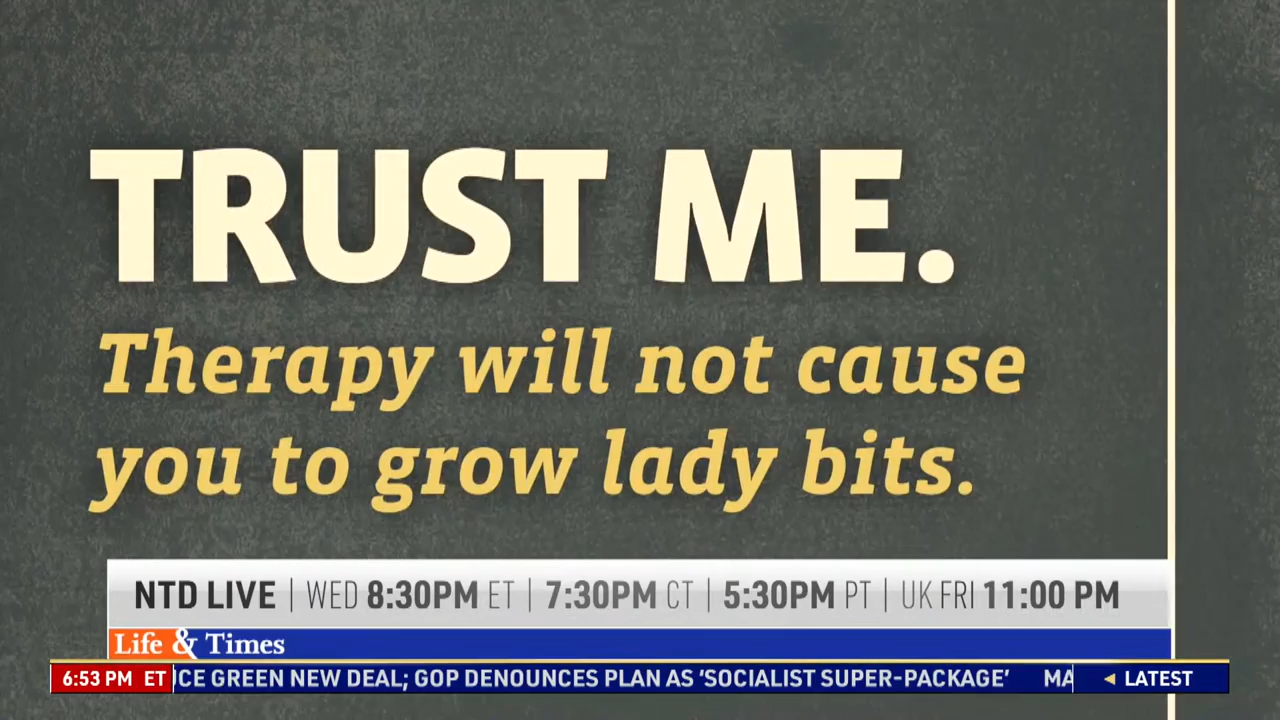 TRUST ME.
Therapy will not cause
you to grow lady bits.
NTD LIVE | WED 8:30PM ET | 7:30PM CT | 5:30PM PT | UK FRI 11:00 PM
Life & Times
6:53 PM ET UCE GREEN NEW DEAL; GOP DENOUNCES PLAN AS ‘SOCIALIST SUPER-PACKAGE’ MA ◄ LATEST